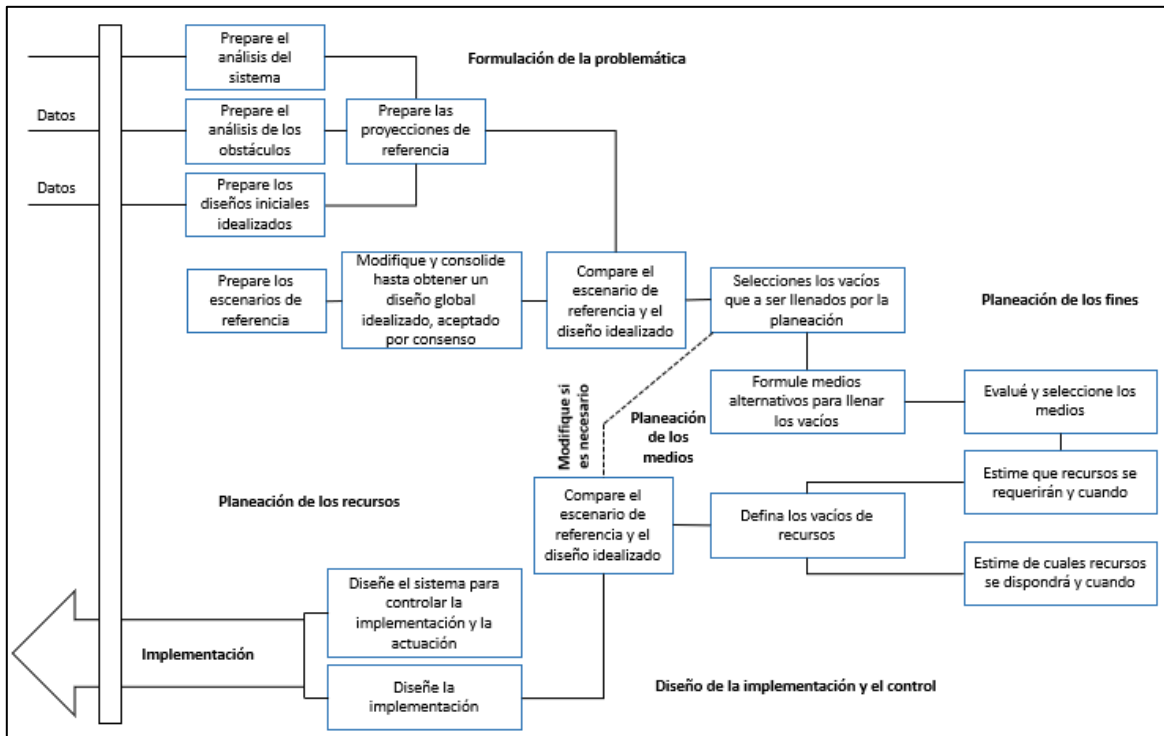 Prepare el
análisis del
sistema
Formulación de la problemática
Datos
Prepare el
análisis de los
obstáculos
Prepare las
proyecciones de
referencia
Datos
Prepare los
diseños iniciales
idealizados
Prepare los
escenarios de
referencia
Modifique y consolide
hasta obtener un
diseño global
idealizado, aceptado
por consenso
Compare el
escenario de
referencia y el
diseño idealizado
Selecciones los vacíos
que a ser llenados por la
planeación
Planeación de los fines
Formule medios
alternativos para llenar
los vacíos
Evalué y seleccione los
medios
Modifique si
es necesario
Planeación
de los
medios
Estime que recursos se
requerirán y cuando
Planeación de los recursos
Compare el
escenario de
referencia y el
diseño idealizado
Defina los vacíos de
recursos
Estime de cuales recursos
se dispondrá y cuando
Diseñe el sistema para
controlar la
implementación y la
actuación
Implementación
Diseñe la
implementación
Diseño de la implementación y el control